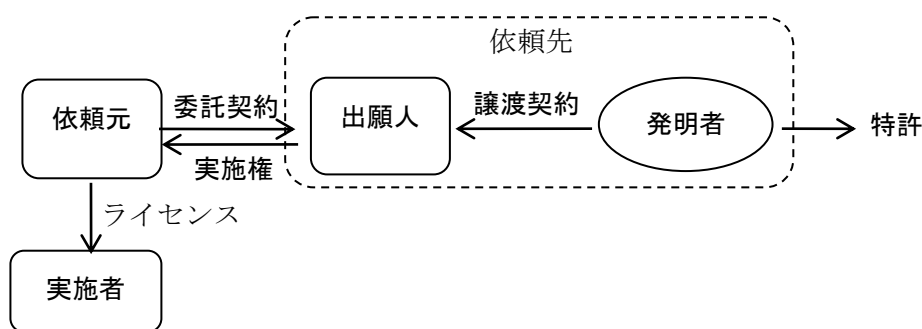 依頼先
依頼元
委託契約
出願人
譲渡契約
発明者
特許
実施権
ライセンス
実施者